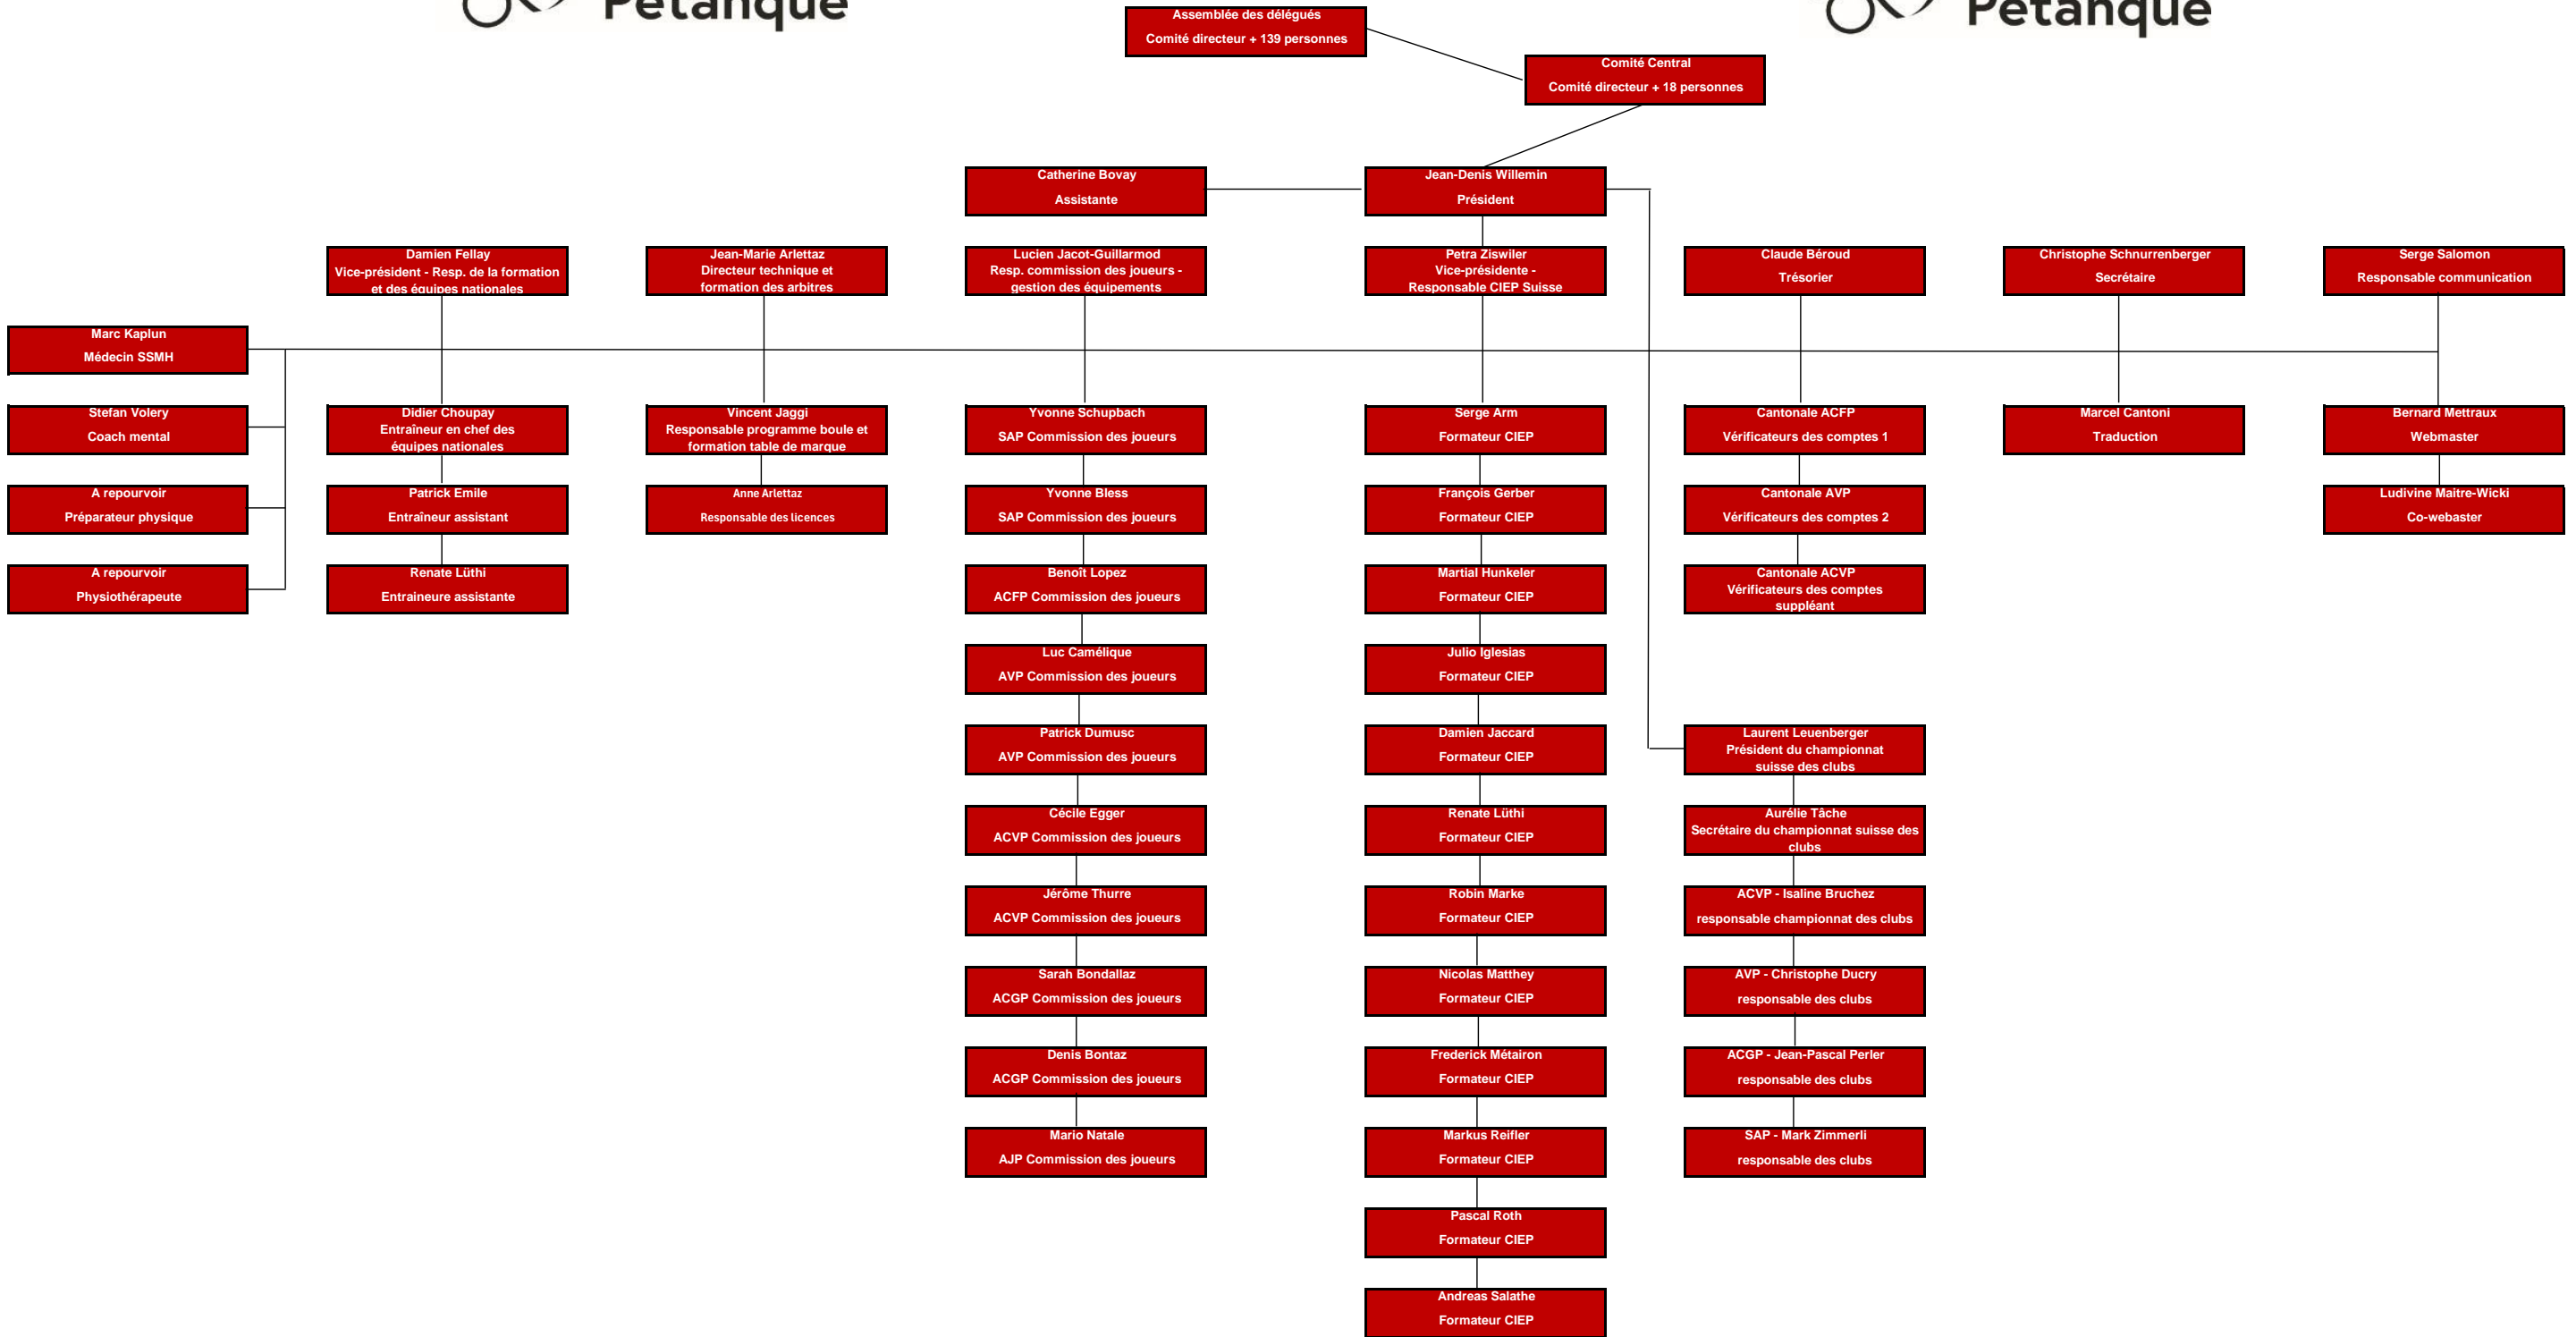 Pétanque
Pétanque
Assemblée des délégués
Comité directeur + 139 personnes
Comité Central
Comité directeur + 18 personnes
Catherine Bovay
Assistante
Jean-Denis Willemin
Président
Damien Fellay
Vice-président - Resp. de la formation
et des équipes nationales
Jean-Marie Arlettaz
Directeur technique et
formation des arbitres
Lucien Jacot-Guillarmod
Resp. commission des joueurs -
gestion des équipements
Petra Ziswiler
Vice-présidente -
Responsable CIEP Suisse
Claude Béroud
Trésorier
Christophe Schnurrenberger
Secrétaire
Serge Salomon
Responsable communication
Marc Kaplun
Médecin SSMH
Stefan Volery
Coach mental
Didier Choupay
Entraîneur en chef des
équipes nationales
Vincent Jaggi
Responsable programme boule et
formation table de marque
Yvonne Schupbach
SAP Commission des joueurs
Serge Arm
Formateur CIEP
Cantonale ACFP
Vérificateurs des comptes 1
Marcel Cantoni
Traduction
Bernard Mettraux
Webmaster
A repourvoir
Préparateur physique
Patrick Emile
Entraîneur assistant
Anne Arlettaz
Responsable des licences
Yvonne Bless
SAP Commission des joueurs
François Gerber
Formateur CIEP
Cantonale AVP
Vérificateurs des comptes 2
Ludivine Maitre-Wicki
Co-webaster
A repourvoir
Physiothérapeute
Renate Lüthi
Entraineure assistante
Benoît Lopez
ACFP Commission des joueurs
Martial Hunkeler
Formateur CIEP
Cantonale ACVP
Vérificateurs des comptes
suppléant
Luc Camélique
AVP Commission des joueurs
Julio Iglesias
Formateur CIEP
Patrick Dumusc
AVP Commission des joueurs
Damien Jaccard
Formateur CIEP
Laurent Leuenberger
Président du championnat
suisse des clubs
Cécile Egger
ACVP Commission des joueurs
Renate Lüthi
Formateur CIEP
Aurélie Tâche
Secrétaire du championnat suisse des
clubs
Jérôme Thurre
ACVP Commission des joueurs
Robin Marke
Formateur CIEP
ACVP - Isaline Bruchez
responsable championnat des clubs
Sarah Bondallaz
ACGP Commission des joueurs
Nicolas Matthey
Formateur CIEP
AVP - Christophe Ducry
responsable des clubs
Denis Bontaz
ACGP Commission des joueurs
Frederick Métairon
Formateur CIEP
ACGP - Jean-Pascal Perler
responsable des clubs
Mario Natale
AJP Commission des joueurs
Markus Reifler
Formateur CIEP
SAP - Mark Zimmerli
responsable des clubs
Pascal Roth
Formateur CIEP
Andreas Salathe
Formateur CIEP